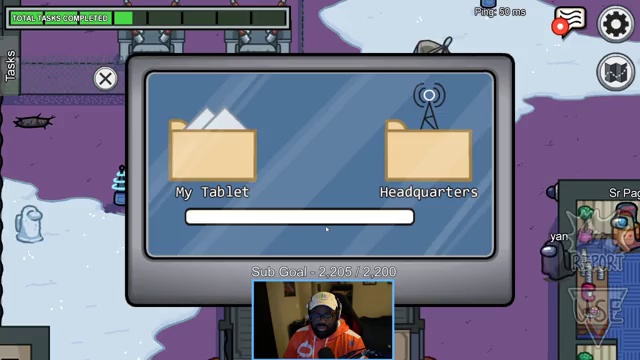 TOTAL TASKS COMPLETED
Ping: 50 ms
Tasks
My Tablet
Headquarters
Sr Pag
yan
REPORT
USE
Sub Goal - 2,205 / 2,200